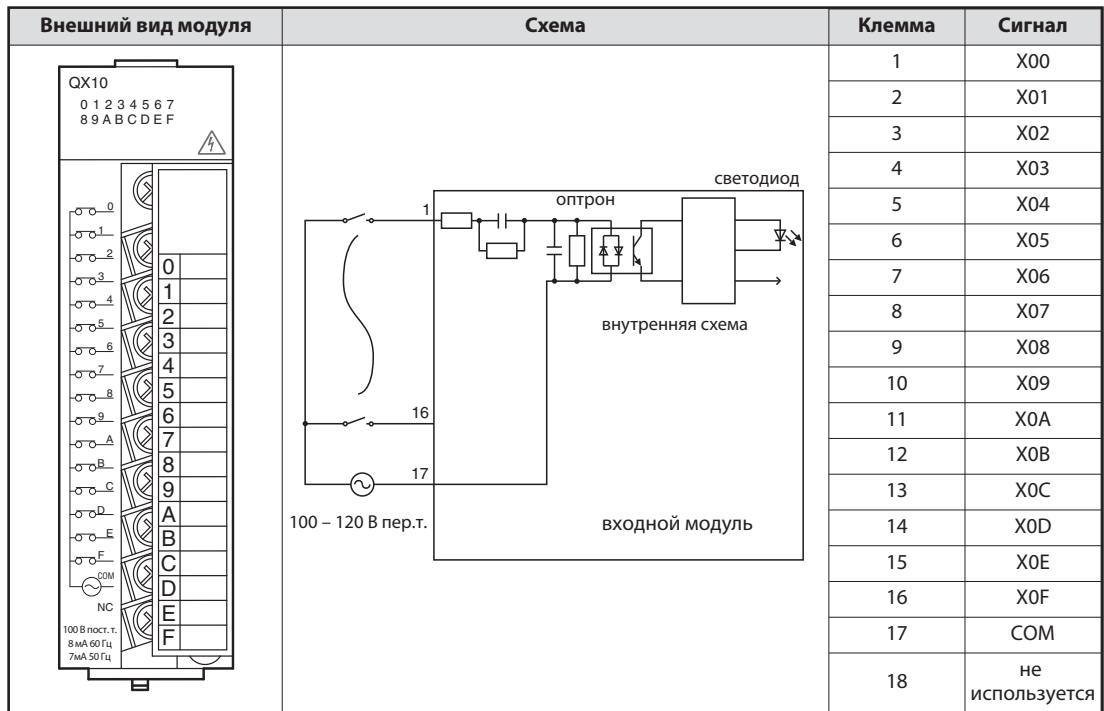 Внешний вид модуля
Схема
Клемма
Сигнал
QX10
0 1 2 3 4 5 6 7
8 9 A B C D E F
0
1
2
3
4
5
6
7
8
9
A
B
C
D
E
F
COM
NC
100 В пост. т.
8 мА 60 Гц
7мА 50 Гц
0
1
2
3
4
5
6
7
8
9
A
B
C
D
E
F
светодиод
оптрон
1
внутренняя схема
16
17
100 – 120 В пер.т.
входной модуль
1 X00
2 X01
3 X02
4 X03
5 X04
6 X05
7 X06
8 X07
9 X08
10 X09
11 X0A
12 X0B
13 X0C
14 X0D
15 X0E
16 X0F
17 COM
18 не
используется